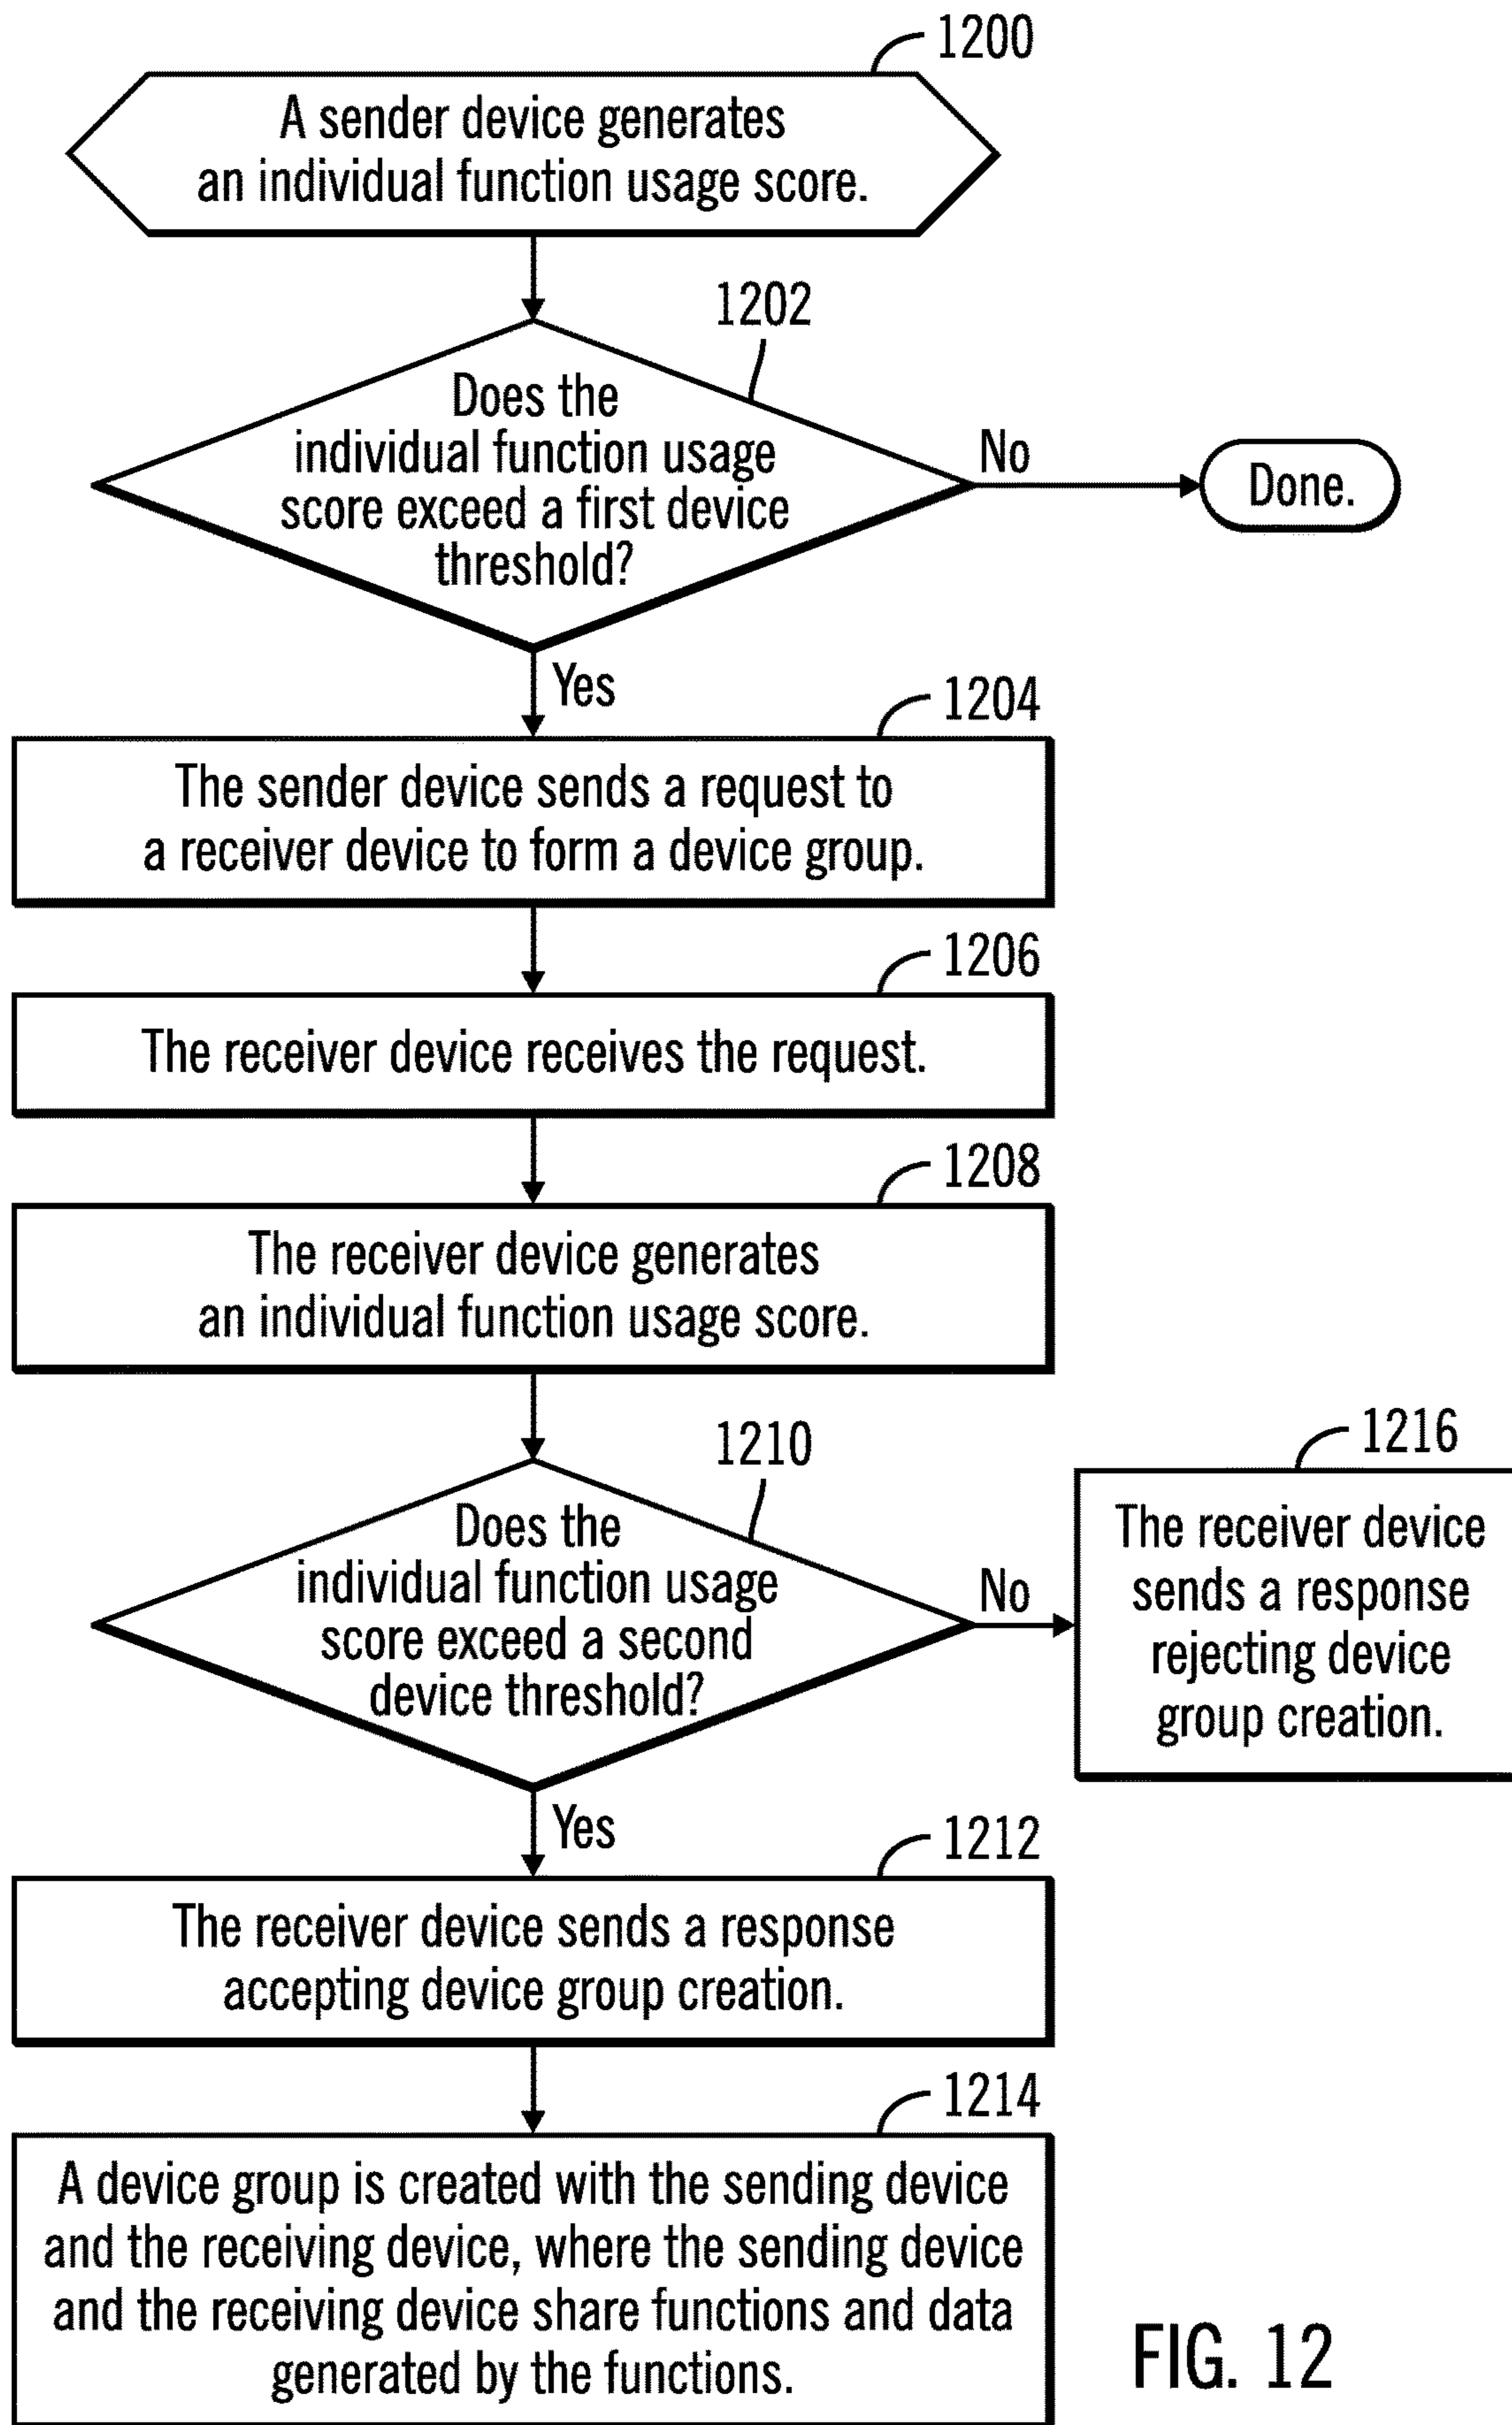 1200
A sender device generates
an individual function usage score.
1202
Does the
individual function usage
score exceed a first device
threshold?
No
Done.
Yes
1204
The sender device sends a request to
a receiver device to form a device group.
1206
The receiver device receives the request.
1208
The receiver device generates
an individual function usage score.
1210
Does the
individual function usage
score exceed a second
device threshold?
No
1216
The receiver device
sends a response
rejecting device
group creation.
Yes
1212
The receiver device sends a response
accepting device group creation.
1214
A device group is created with the sending device
and the receiving device, where the sending device
and the receiving device share functions and data
generated by the functions.
FIG. 12